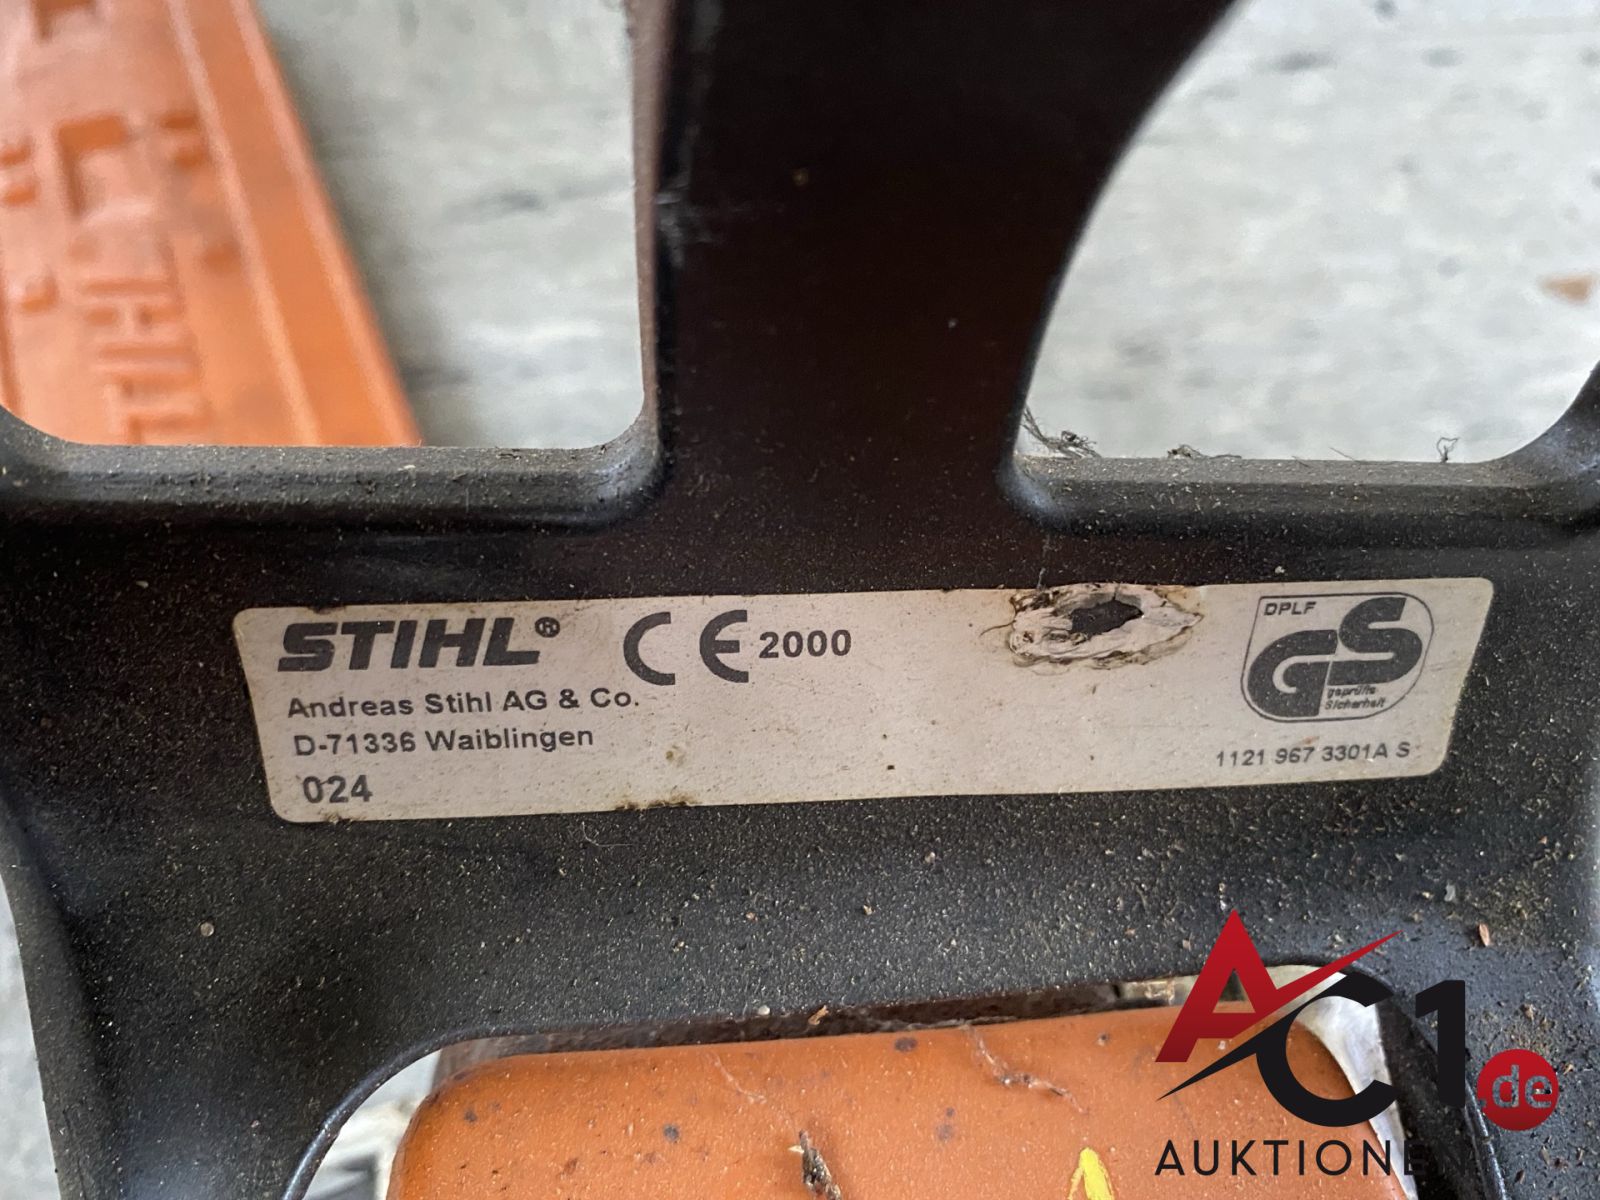 STIHL® CE 2000
Andreas Stihl AG & Co.
D-71336 Waiblingen
024
DPLF
GS
geprüfte
Sicherheit
1121 967 3301A S
AC1.de
AUKTIONEN